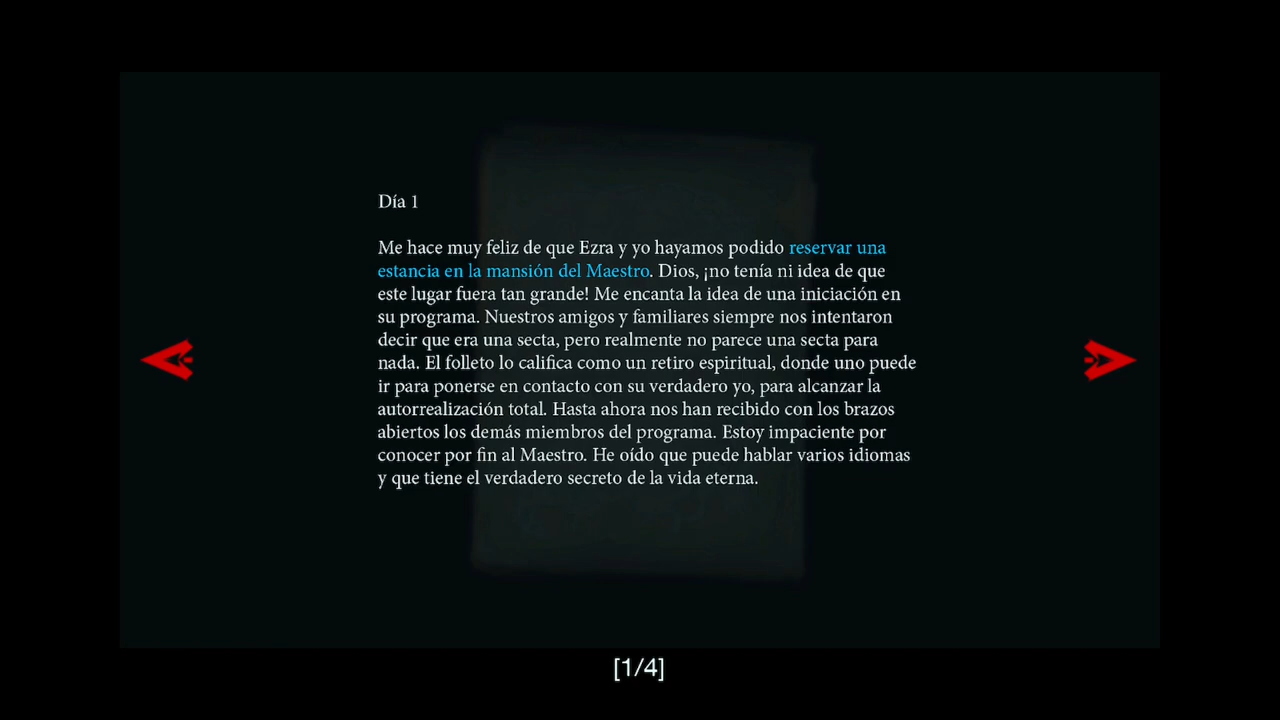 Día 1
Me hace muy feliz de que Ezra y yo hayamos podido reservar una
estancia en la mansión del Maestro. Dios, ¡no tenía ni idea de que
este lugar fuera tan grande! Me encanta la idea de una iniciación en
su programa. Nuestros amigos y familiares siempre nos intentaron
decir que era una secta, pero realmente no parece una secta para
nada. El folleto lo califica como un retiro espiritual, donde uno puede
ir para ponerse en contacto con su verdadero yo, para alcanzar la
autorrealización total. Hasta ahora nos han recibido con los brazos
abiertos los demás miembros del programa. Estoy impaciente por
conocer por fin al Maestro. He oído que puede hablar varios idiomas
y que tiene el verdadero secreto de la vida eterna.
[1/4]